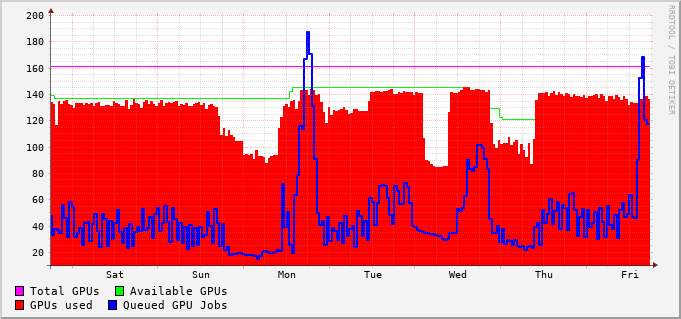 RRDTOOL / TOBI OETIKER
200
180
160
140
120
100
80
60
40
20
Sat Sun Mon Tue Wed Thu Fri
Total GPUs Available GPUs
GPUs used Queued GPU Jobs